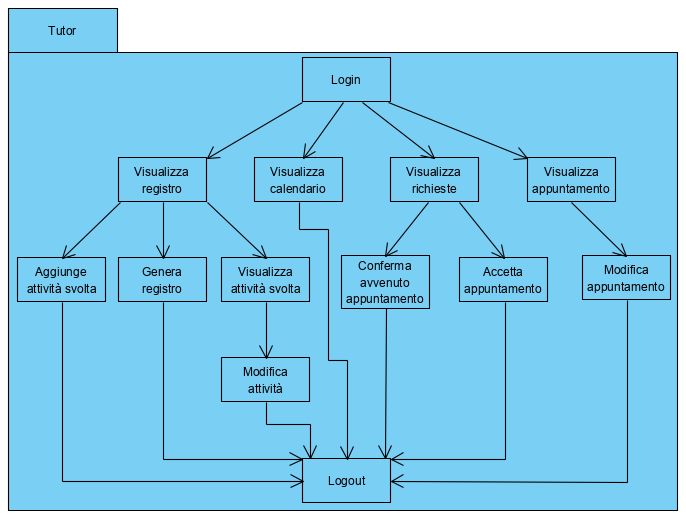 Tutor
Login
Visualizza
registro
Visualizza
calendario
Visualizza
richieste
Visualizza
appuntamento
Aggiunge
attività svolta
Genera
registro
Visualizza
attività svolta
Conferma
avvenuto
appuntamento
Accetta
appuntamento
Modifica
appuntamento
Modifica
attività
Logout